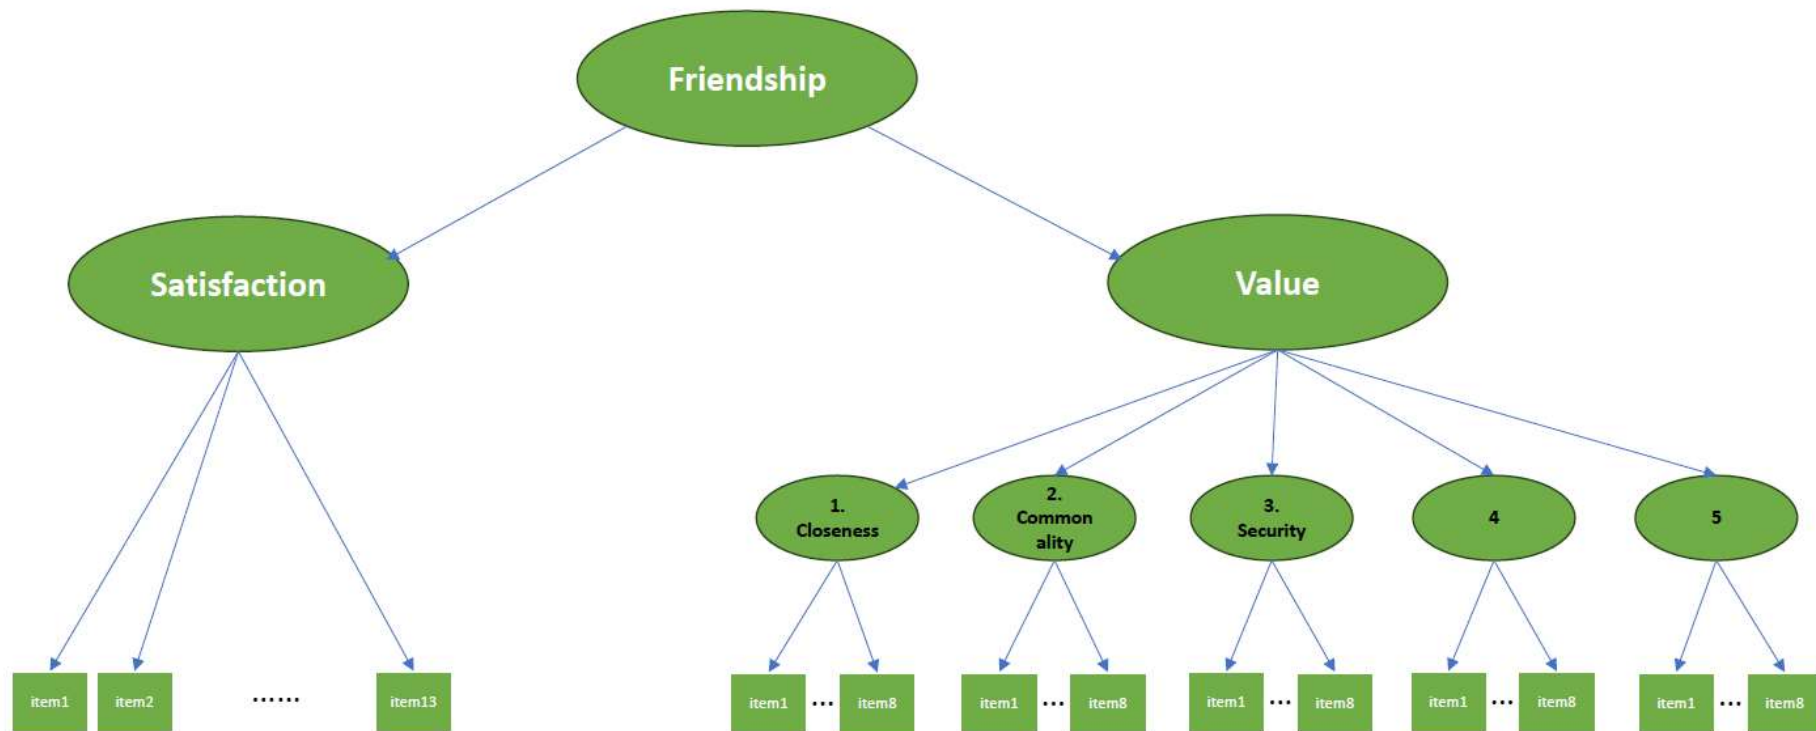 Friendship
Satisfaction
Value
1.
Closeness
2.
Common
ality
3.
Security
4
5
item1
item2
......
item13
item1
...
item8
item1
...
item8
item1
...
item8
item1
...
item8
item1
...
item8